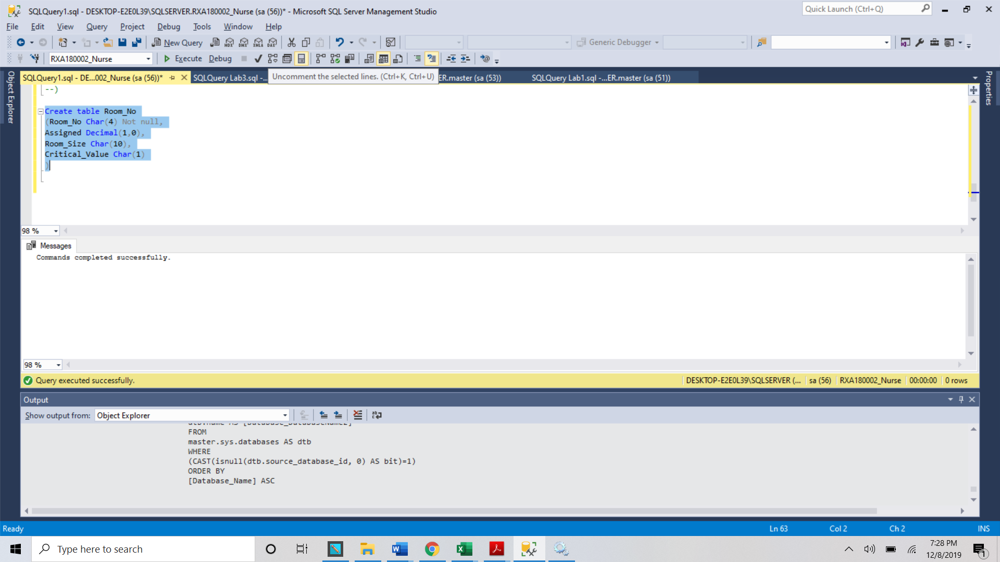 SQLQuery1.sql - DESKTOP-E2E0L39\SQLSERVER.RXA180002_Nurse (sa (56))* - Microsoft SQL Server Management Studio
Quick Launch (Ctrl+Q)
File Edit View Query Project Debug Tools Window Help
New Query MDX DMX XMLA DAX Generic Debugger
RXA180002_Nurse Execute Debug
Object Explorer
SQLQuery1.sql - DE...002_Nurse (sa (56))* SQLQuery Lab3.sql -... Uncomment the selected lines. (Ctrl+K, Ctrl+U) ER.master (sa (53)) SQLQuery Lab1.sql -...ER.master (sa (51))
Properties
--)
Create table Room_No
(Room_No Char(4) Not null,
Assigned Decimal(1,0),
Room_Size Char(10),
Critical_Value Char(1)
)
98 %
Messages
Commands completed successfully.
98 %
Query executed successfully. DESKTOP-E2E0L39\SQLSERVER (... sa (56) RXA180002_Nurse 00:00:00 0 rows
Output
Show output from: Object Explorer
FROM
master.sys.databases AS dtb
WHERE
(CAST(isnull(dtb.source_database_id, 0) AS bit)=1)
ORDER BY
[Database_Name] ASC
Ready Ln 63 Col 2 Ch 2 INS
Type here to search
7:28 PM
12/8/2019
1